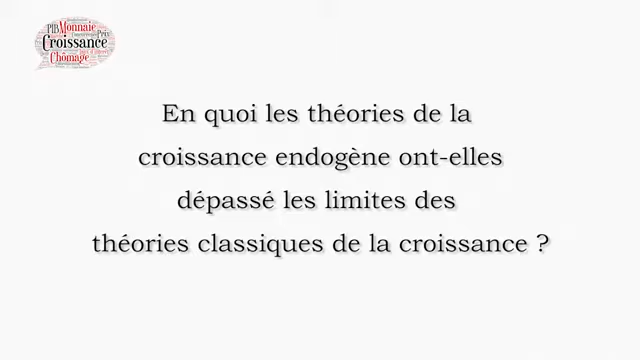 PIB Monnaie
Prix
Croissance
Chômage
En quoi les théories de la
croissance endogène ont-elles
dépassé les limites des
théories classiques de la croissance ?